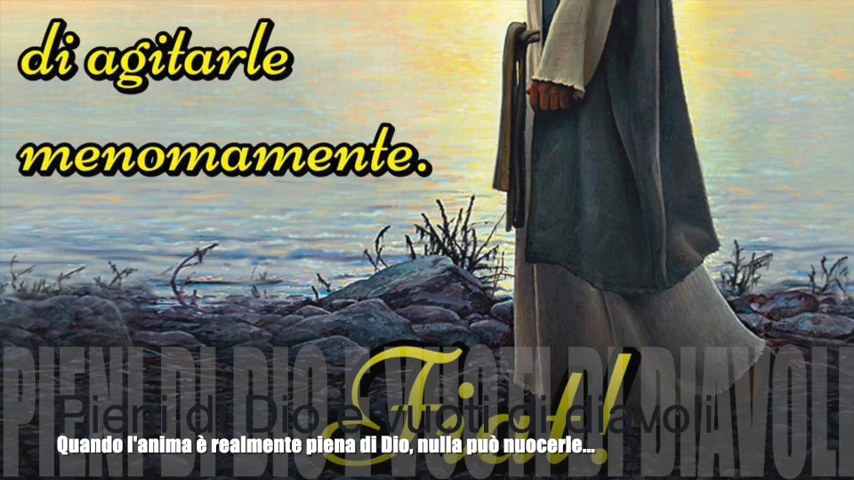 di agitarle
menomamente.
PIENI DI DIO E VUOTI DI DIAVOLI
Pieni di Dio e vuoti di diavoli
Fiat!
Quando l'anima è realmente piena di Dio, nulla può nuocerle...